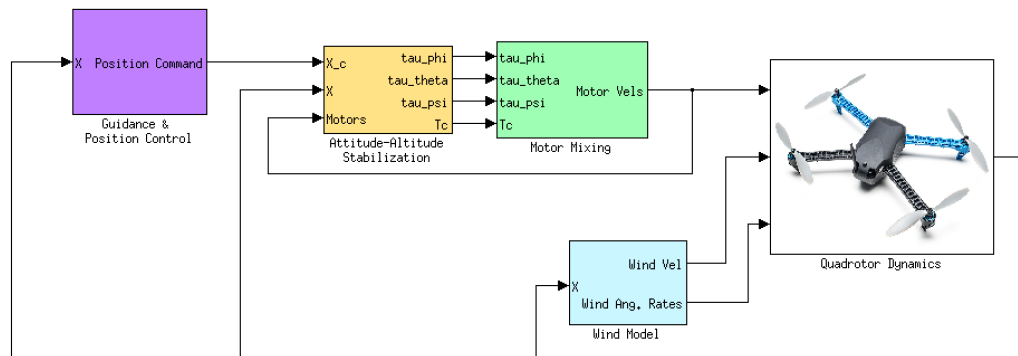 X Position Command
Guidance &
Position Control
X_c
X
Motors
tau_phi
tau_theta
tau_psi
Tc
Attitude-Altitude
Stabilization
tau_phi
tau_theta
tau_psi
Tc
Motor Vels
Motor Mixing
Quadrotor Dynamics
X
Wind Vel
Wind Ang. Rates
Wind Model